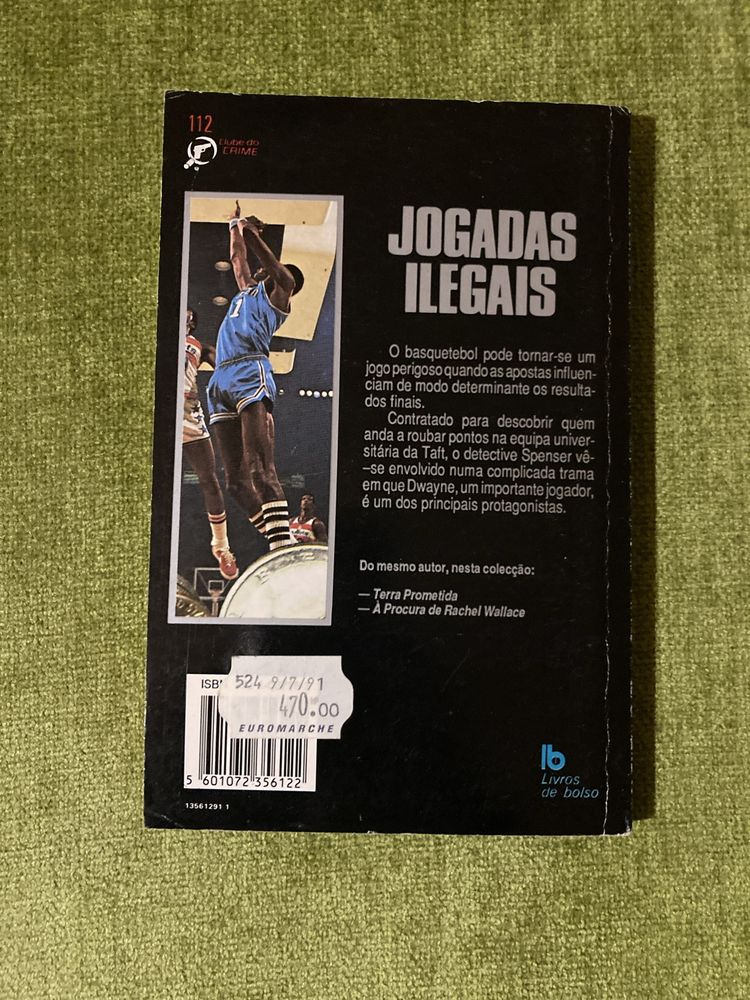 112
Clube do
CRIME
1
JOGADAS
ILEGAIS
O basquetebol pode tornar-se um
jogo perigoso quando as apostas influen-
ciam de modo determinante os resulta-
dos finais.
Contratado para descobrir quem
anda a roubar pontos na equipa univer-
sitária da Taft, o detective Spenser vê-
-se envolvido numa complicada trama
em que Dwayne, um importante jogador,
é um dos principais protagonistas.
Do mesmo autor, nesta colecção:
— Terra Prometida
— À Procura de Rachel Wallace
ISB
524 9/7/91
470.00
EUROMARCHE
5 601072 356122
13561291 1
lb
Livros
de bolso